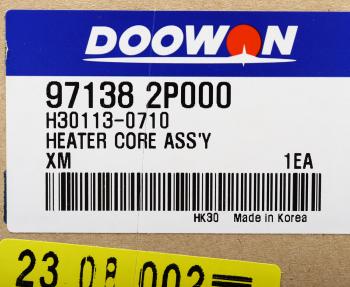 DOOWON
97138 2P000
H30113-0710
HEATER CORE ASS'Y
XM 1EA
HK30 Made in Korea
23 08 002